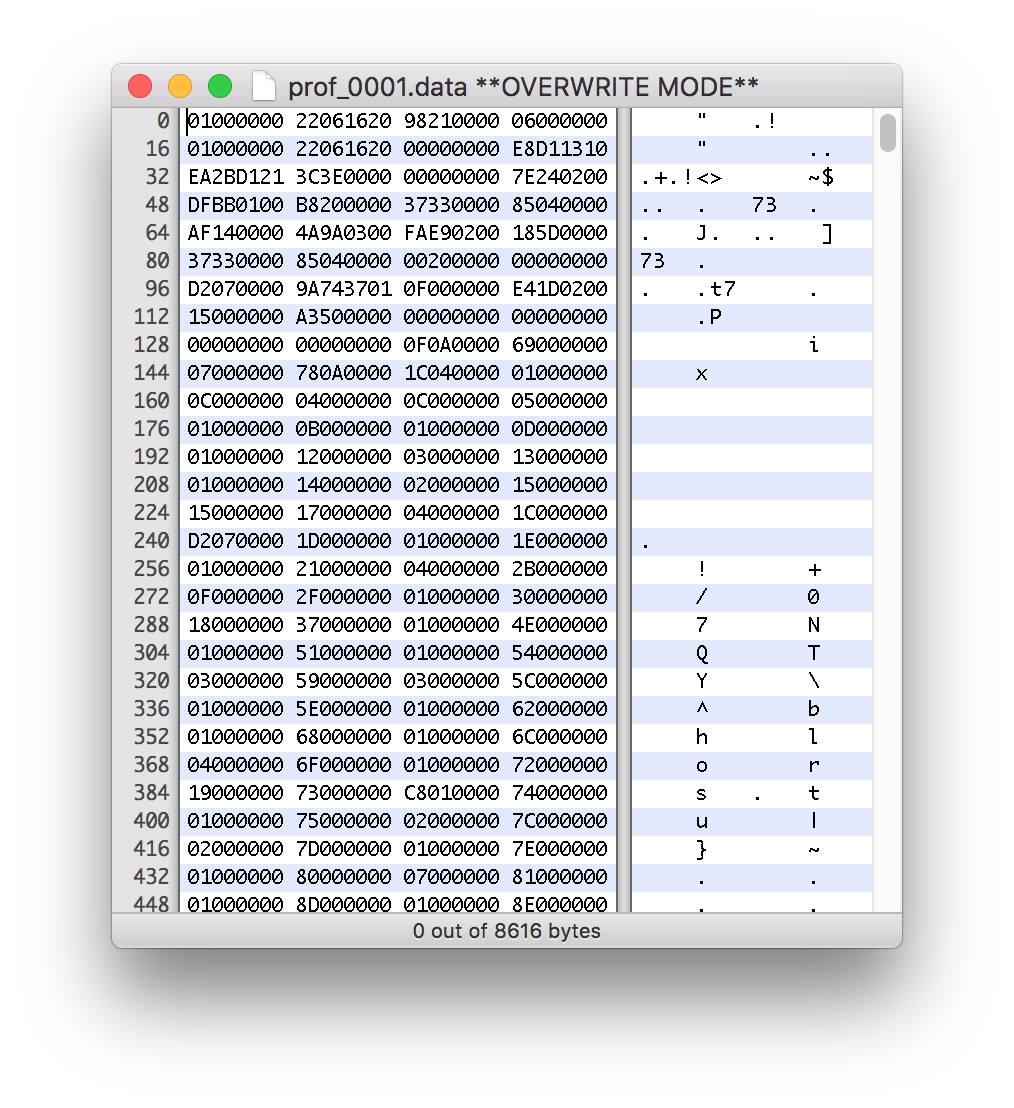 prof_0001.data **OVERWRITE MODE**
0 01000000 22061620 98210000 06000000 " .!
16 01000000 22061620 00000000 E8D11310 " ..
32 EA2BD121 3C3E0000 00000000 7E240200 .+.!<> ~$
48 DFBB0100 B8200000 37330000 85040000 .. . 73 .
64 AF140000 4A9A0300 FAE90200 185D0000 . J. .. ]
80 37330000 85040000 00200000 00000000 73 .
96 D2070000 9A743701 0F000000 E41D0200 . .t7 .
112 15000000 A3500000 00000000 00000000 .P
128 00000000 00000000 0F0A0000 69000000 i
144 07000000 780A0000 1C040000 01000000 x
160 0C000000 04000000 0C000000 05000000
176 01000000 0B000000 01000000 0D000000
192 01000000 12000000 03000000 13000000
208 01000000 14000000 02000000 15000000
224 15000000 17000000 04000000 1C000000
240 D2070000 1D000000 01000000 1E000000 .
256 01000000 21000000 04000000 2B000000 ! +
272 0F000000 2F000000 01000000 30000000 / 0
288 18000000 37000000 01000000 4E000000 7 N
304 01000000 51000000 01000000 54000000 Q T
320 03000000 59000000 03000000 5C000000 Y \
336 01000000 5E000000 01000000 62000000 ^ b
352 01000000 68000000 01000000 6C000000 h l
368 04000000 6F000000 01000000 72000000 o r
384 19000000 73000000 C8010000 74000000 s . t
400 01000000 75000000 02000000 7C000000 u |
416 02000000 7D000000 01000000 7E000000 } ~
432 01000000 80000000 07000000 81000000 . .
448 01000000 8D000000 01000000 8E000000 . .
0 out of 8616 bytes